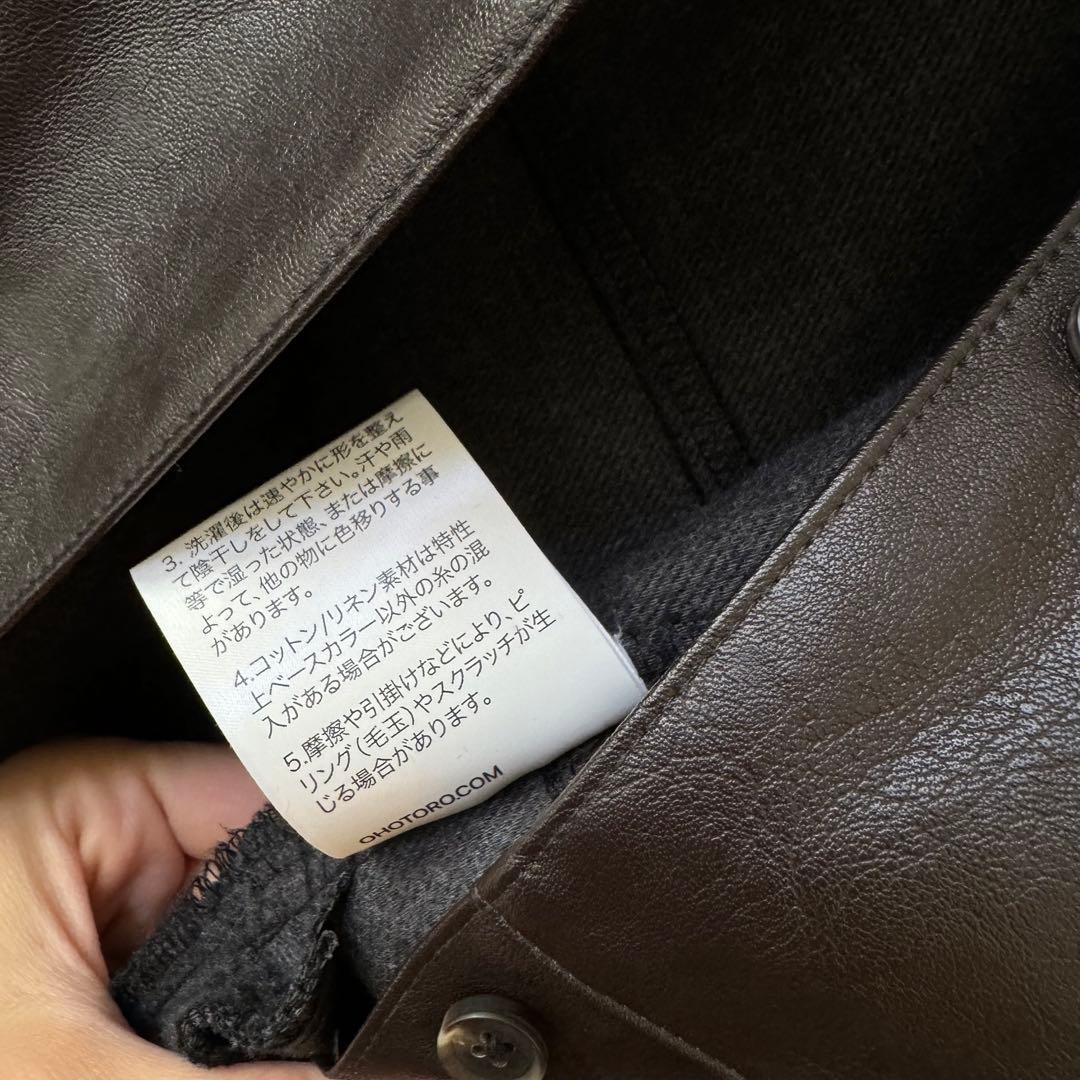 3. 洗濯後は速やかに形を整え
て陰干しをして下さい。汗や雨
等で湿った状態、または摩擦に
よって、他の物に色移りする事
があります。
4.コットン/リネン素材は特性
上ベースカラー以外の糸の混
入がある場合がございます。
5.摩擦や引掛けなどにより、ピ
リング(毛玉)やスクラッチが生
じる場合があります。
OHOTORO.COM